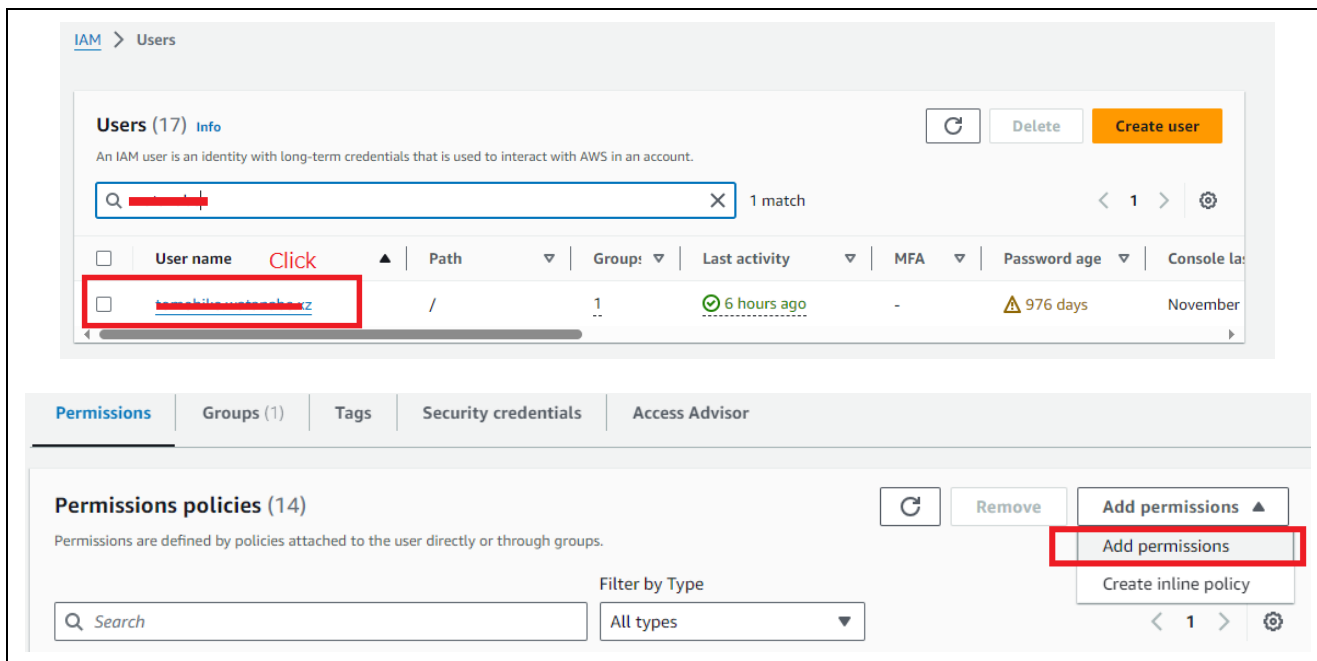 IAM > Users
Users (17) Info
Delete
Create user
An IAM user is an identity with long-term credentials that is used to interact with AWS in an account.
1 match
1
User name
Click
Path
Group:
Last activity
MFA
Password age
Console la
/
1
6 hours ago
-
976 days
November
Permissions
Groups (1)
Tags
Security credentials
Access Advisor
Permissions policies (14)
Remove
Add permissions
Permissions are defined by policies attached to the user directly or through groups.
Add permissions
Filter by Type
Create inline policy
Search
All types
1